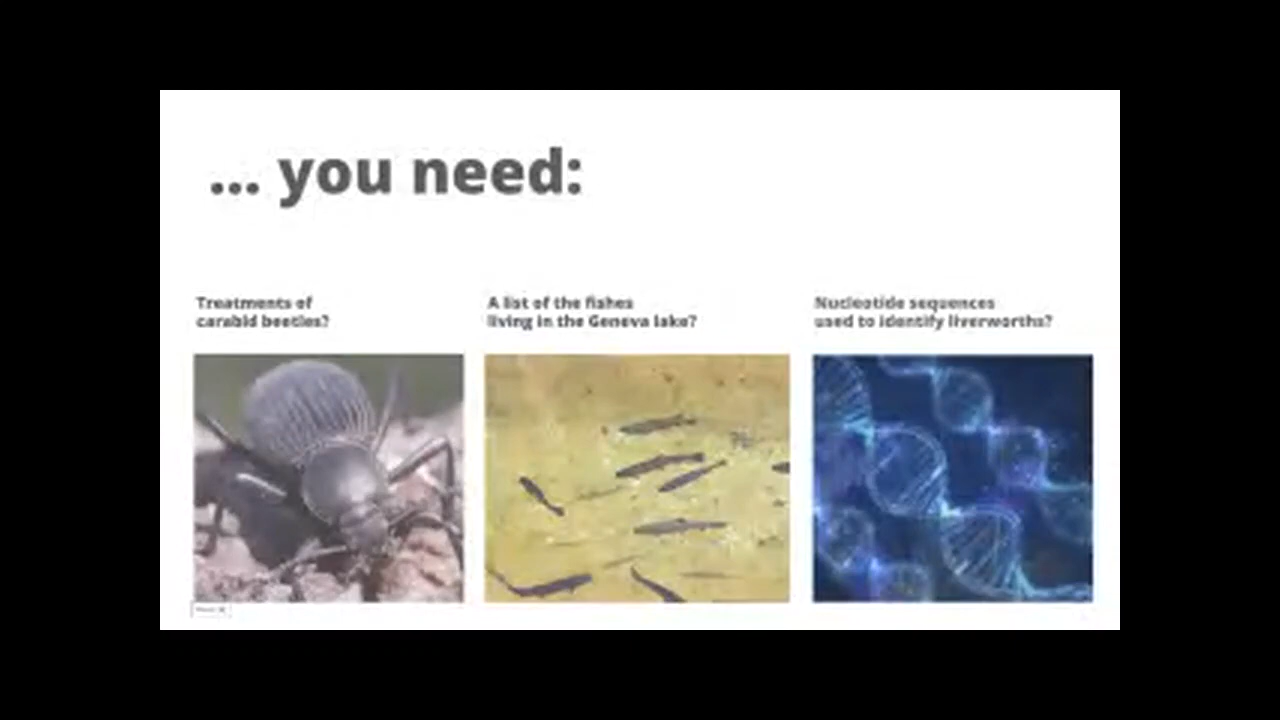 ... you need:
Treatments of
carabid beetles?
A list of the fishes
living in the Geneva lake?
Nucleotide sequences
used to identify liverworths?